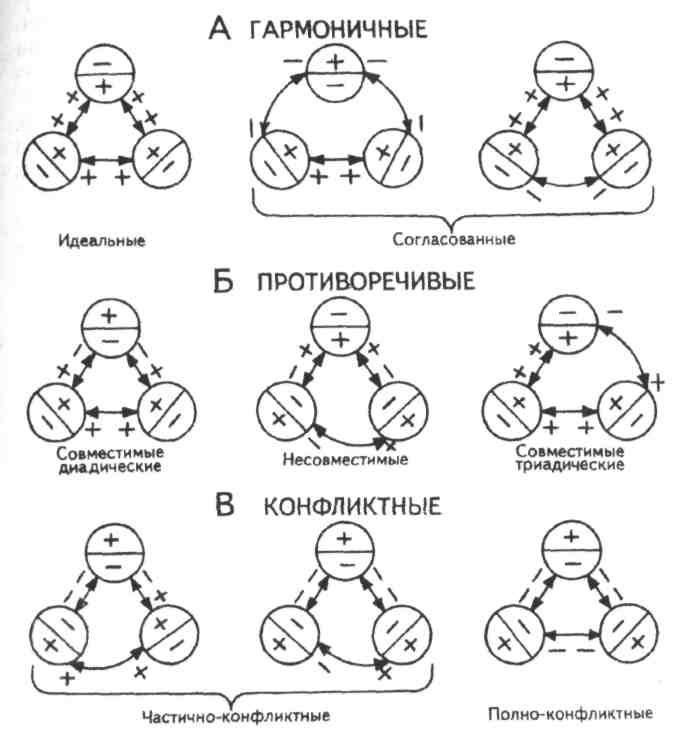 А ГАРМОНИЧНЫЕ
Идеальные
Согласованные
Б ПРОТИВОРЕЧИВЫЕ
Совместимые
диадические
Несовместимые
Совместимые
триадические
В КОНФЛИКТНЫЕ
Частично-конфликтные
Полно-конфликтные